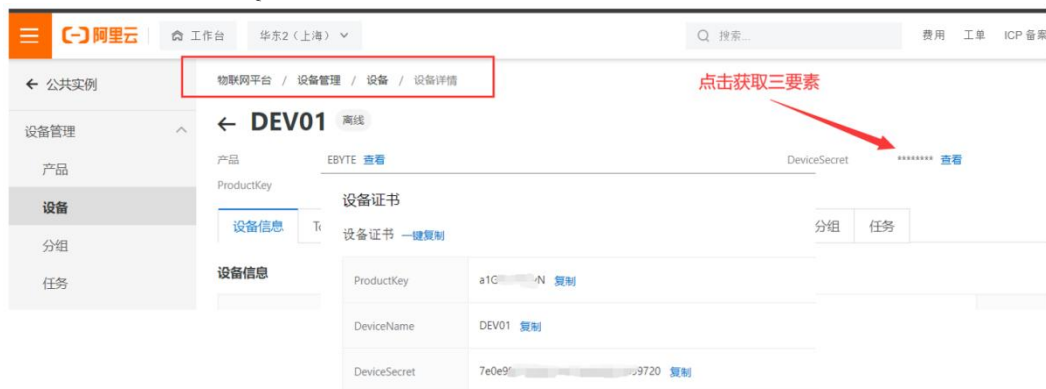 阿里云 工作台 华东2（上海） 搜索... 费用 工单 ICP 备案
公共实例 物联网平台 / 设备管理 / 设备 / 设备详情
点击获取三要素
设备管理 DEV01 离线
产品 产品 EBYTE 查看 DeviceSecret ******** 查看
ProductKey
设备 设备证书
设备信息 设备证书 一键复制 分组 任务
分组
设备信息 ProductKey a1G N 复制
任务
DeviceName DEV01 复制
DeviceSecret 7e0e9 9720 复制